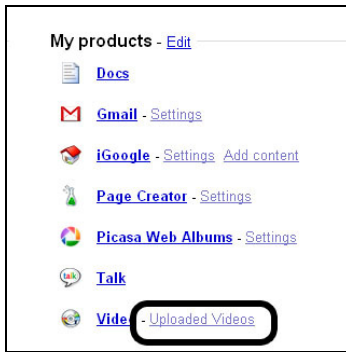 My products - Edit
Docs
Gmail - Settings
iGoogle - Settings Add content
Page Creator - Settings
Picasa Web Albums - Settings
Talk
Video - Uploaded Videos